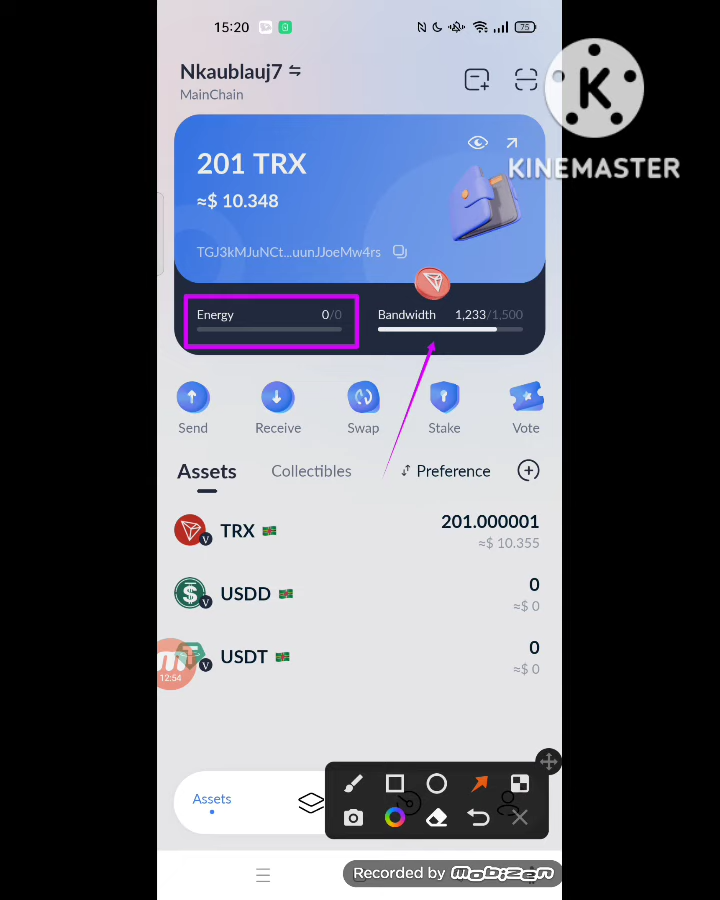 15:20
75
Nkaublauj7
MainChain
K
KINEMASTER
201 TRX
≈$ 10.348
TGJ3kMJuNCt...uunJJoeMw4rs
Energy 0/0
Bandwidth 1,233/1,500
Send Receive Swap Stake Vote
Assets Collectibles Preference
TRX 201.000001
≈$ 10.355
USDD 0
≈$ 0
USDT 0
≈$ 0
12:54
Assets
Recorded by Mobizen